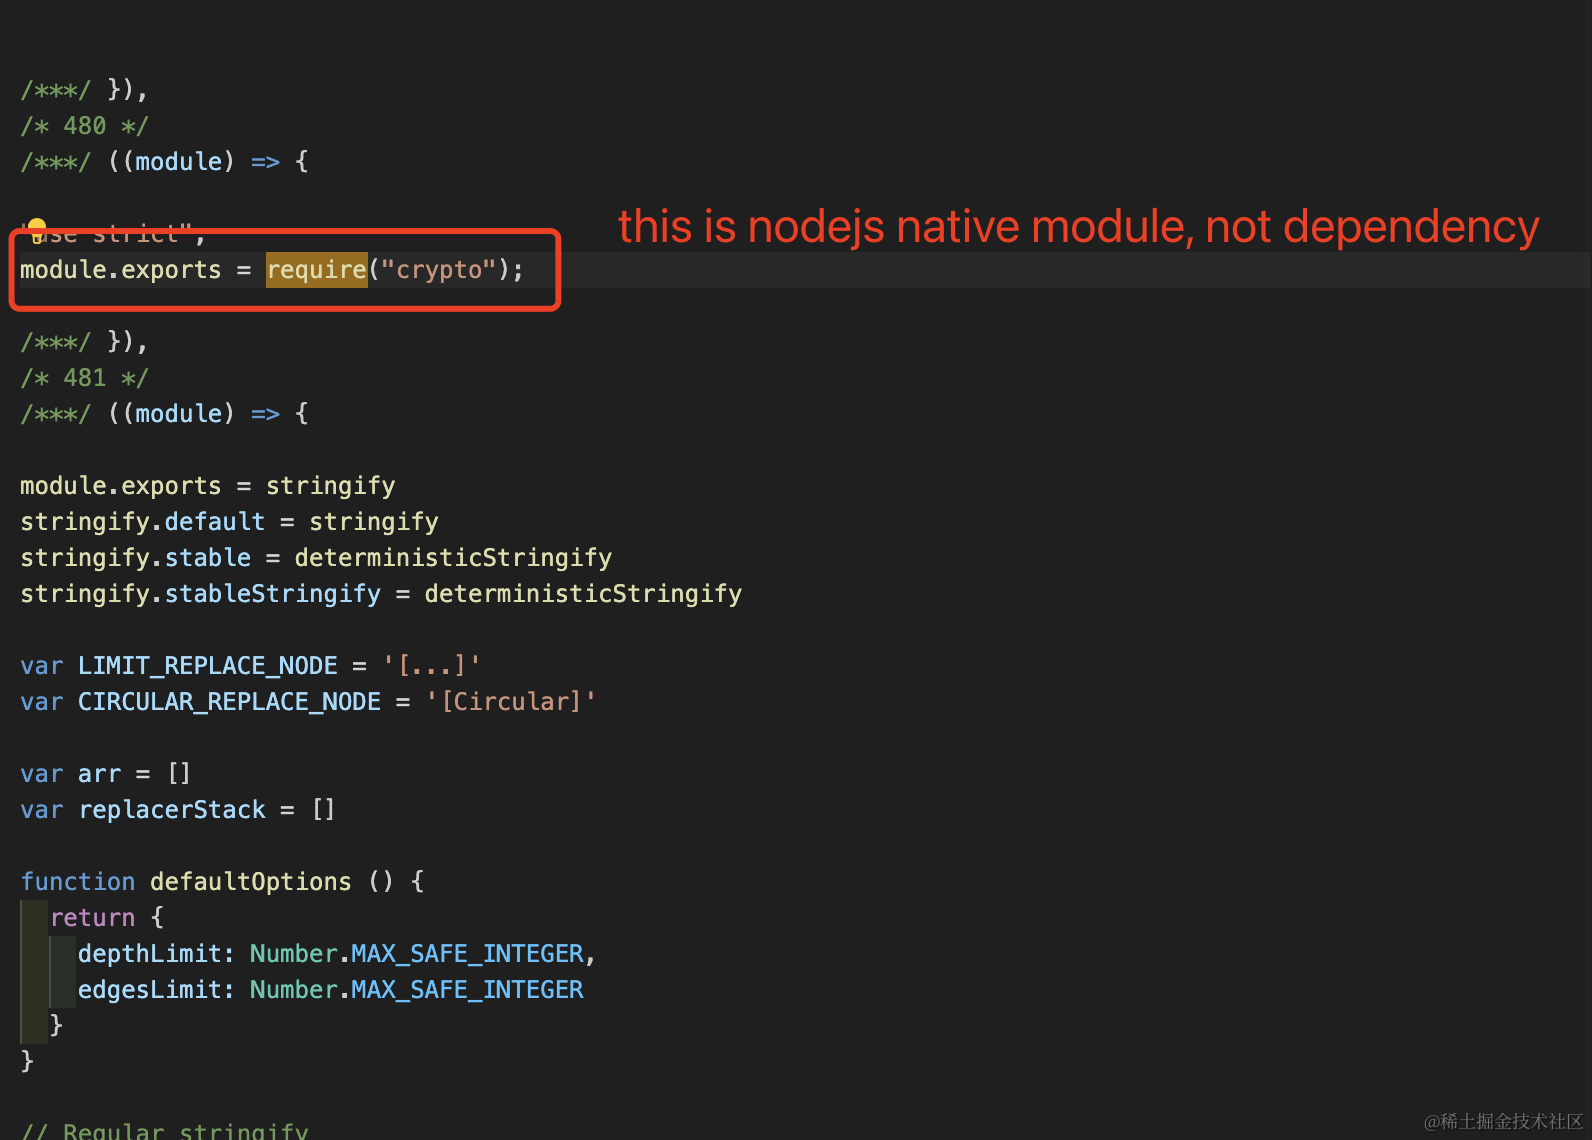 /***/ }),
/* 480 */
/***/ ((module) => {
"use strict";
this is nodejs native module, not dependency
module.exports = require("crypto");
/***/ }),
/* 481 */
/***/ ((module) => {
module.exports = stringify
stringify.default = stringify
stringify.stable = deterministicStringify
stringify.stableStringify = deterministicStringify
var LIMIT_REPLACE_NODE = '[...]'
var CIRCULAR_REPLACE_NODE = '[Circular]'
var arr = []
var replacerStack = []
function defaultOptions () {
return {
depthLimit: Number.MAX_SAFE_INTEGER,
edgesLimit: Number.MAX_SAFE_INTEGER
}
}
// Regular stringify
@稀土掘金技术社区